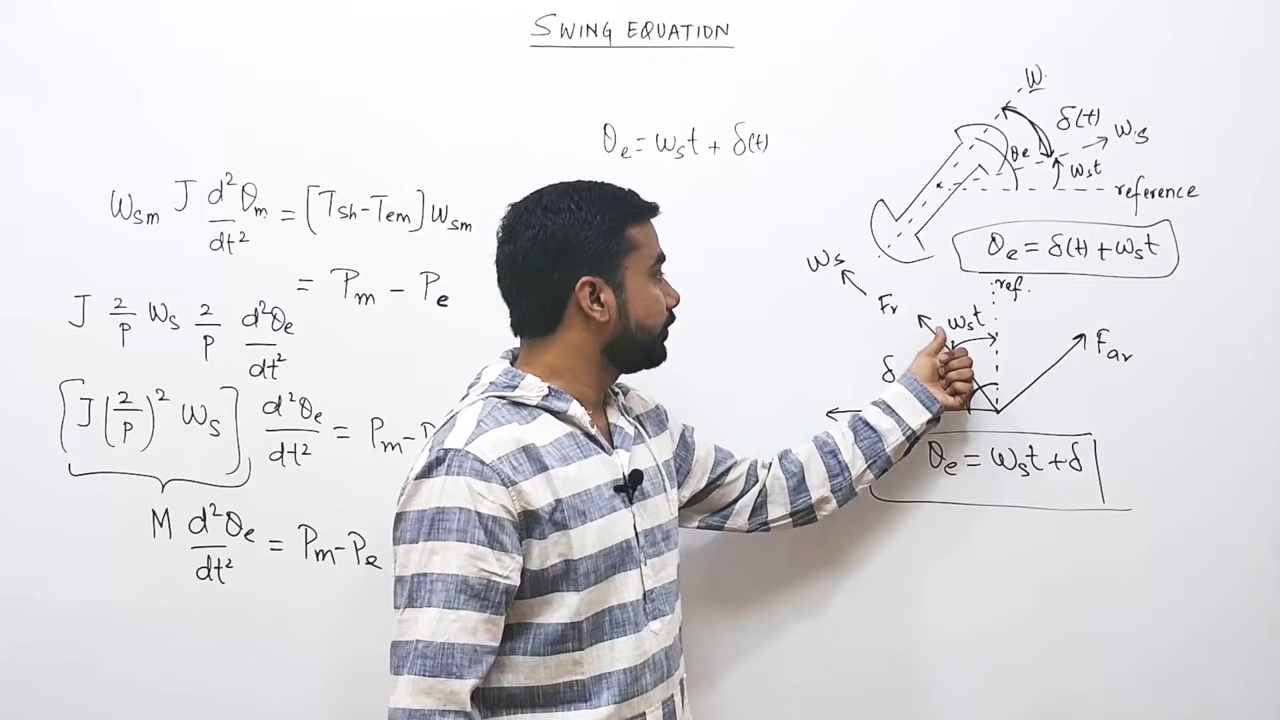 SWING EQUATION
θe = ωst + δ(t)
ωsm J d²θm/dt² = [Tsh - Tem] ωsm
= Pm - Pe
J 2/P ωs 2/P d²θe/dt²
[J (2/P)² ωs] d²θe/dt² = Pm -
M d²θe/dt² = Pm - Pe
ω
δ(t)
ωs
θe
ωst
reference
θe = δ(t) + ωst
ωs
ref.
Fr
ωst
Far
δ
θe = ωst + δ